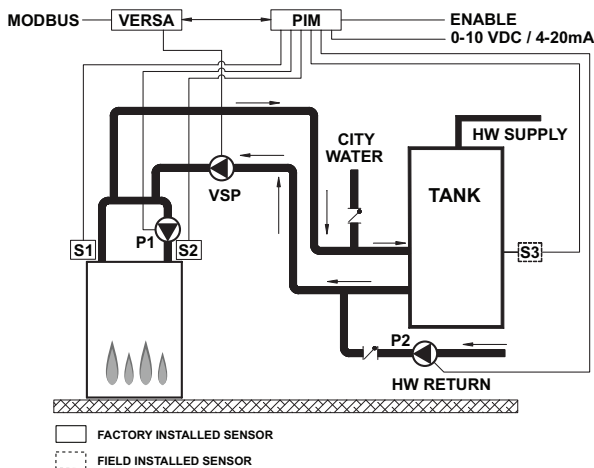 MODBUS
VERSA
PIM
ENABLE
0-10 VDC / 4-20mA
HW SUPPLY
CITY
WATER
TANK
VSP
S1
P1
S2
S3
P2
HW RETURN
FACTORY INSTALLED SENSOR
FIELD INSTALLED SENSOR